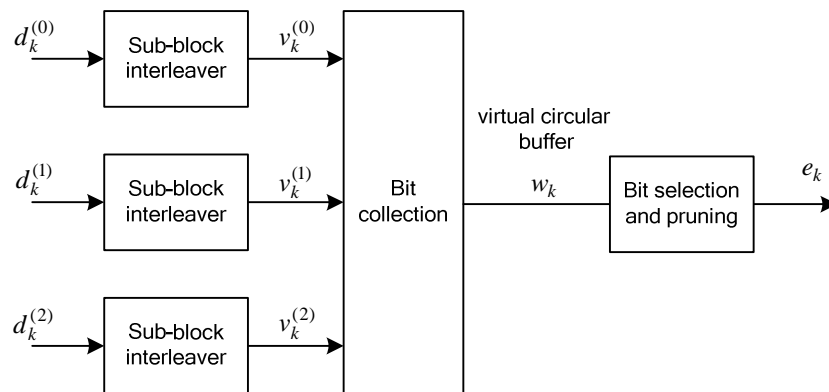 d_k^{(0)}
Sub-block
interleaver
v_k^{(0)}
d_k^{(1)}
Sub-block
interleaver
v_k^{(1)}
d_k^{(2)}
Sub-block
interleaver
v_k^{(2)}
Bit
collection
virtual circular
buffer
w_k
Bit selection
and pruning
e_k